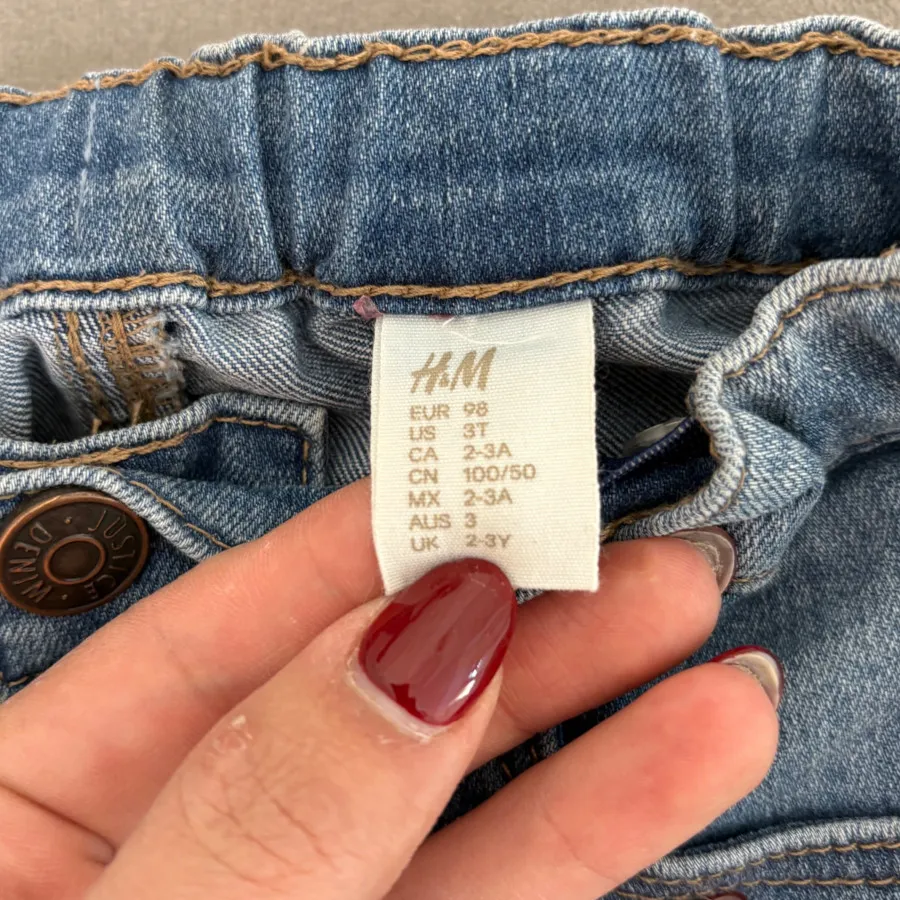 H&M
EUR 98
US 3T
CA 2-3A
CN 100/50
MX 2-3A
AUS 3
UK 2-3Y
DENIM